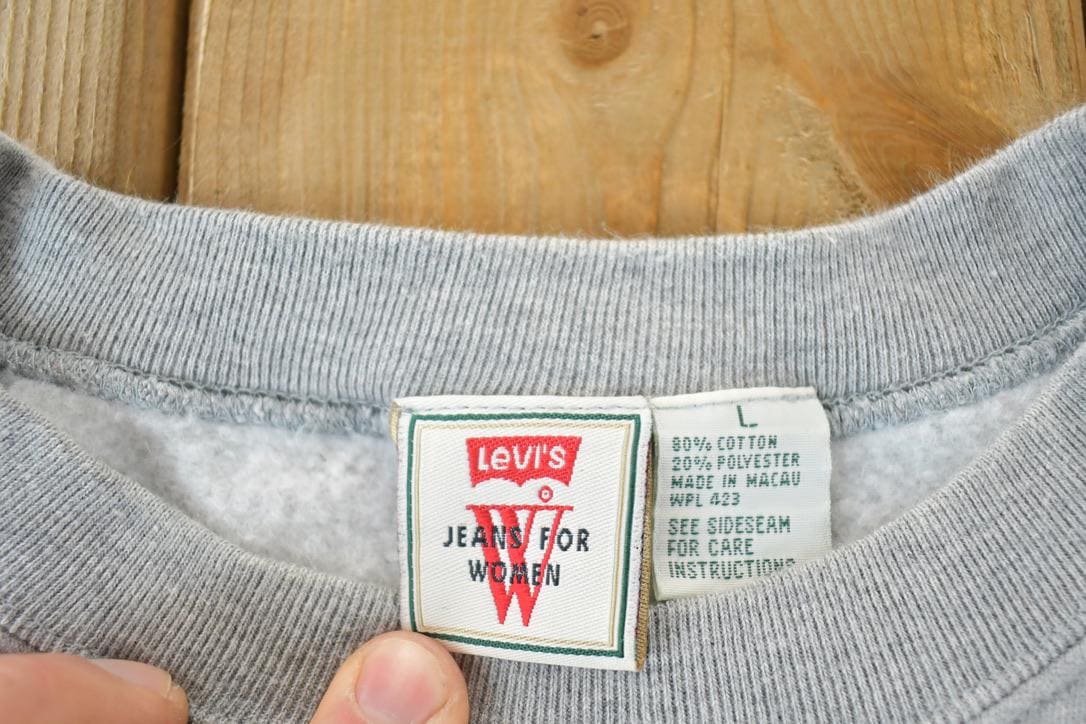 Levi's
®
W
JEANS FOR
WOMEN
L
80% COTTON
20% POLYESTER
MADE IN MACAU
WPL 423
SEE SIDESEAM
FOR CARE
INSTRUCTIONS